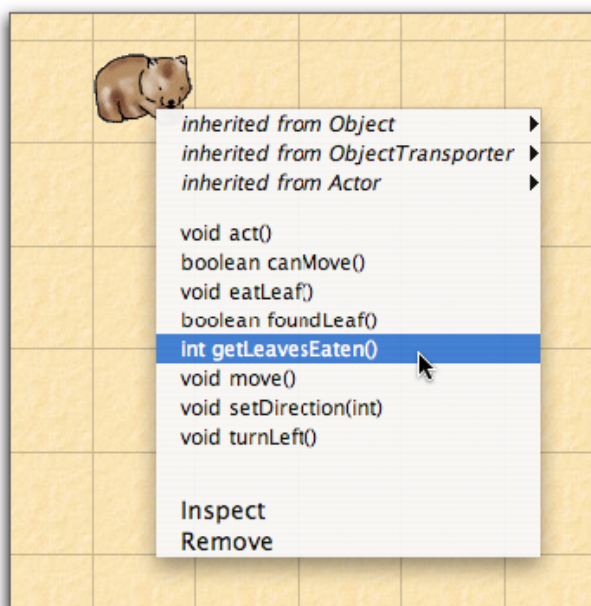 inherited from Object
inherited from ObjectTransporter
inherited from Actor
void act()
boolean canMove()
void eatLeaf()
boolean foundLeaf()
int getLeavesEaten()
void move()
void setDirection(int)
void turnLeft()
Inspect
Remove